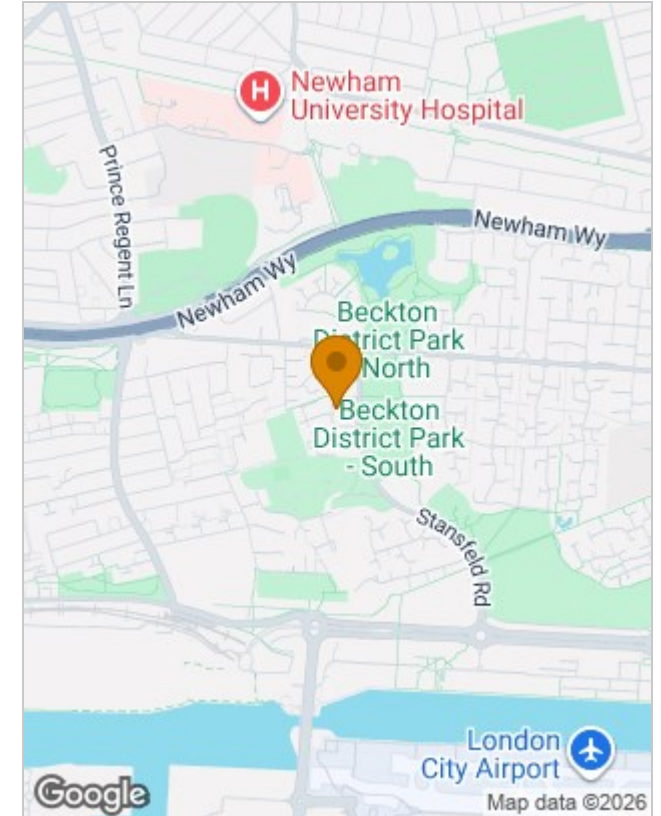 H
Newham
University Hospital
Prince Regent Ln
Newham Wy
Newham Wy
Beckton
District Park
North
Beckton
District Park
- South
Stansfeld Rd
London
City Airport
Google
Map data ©2026